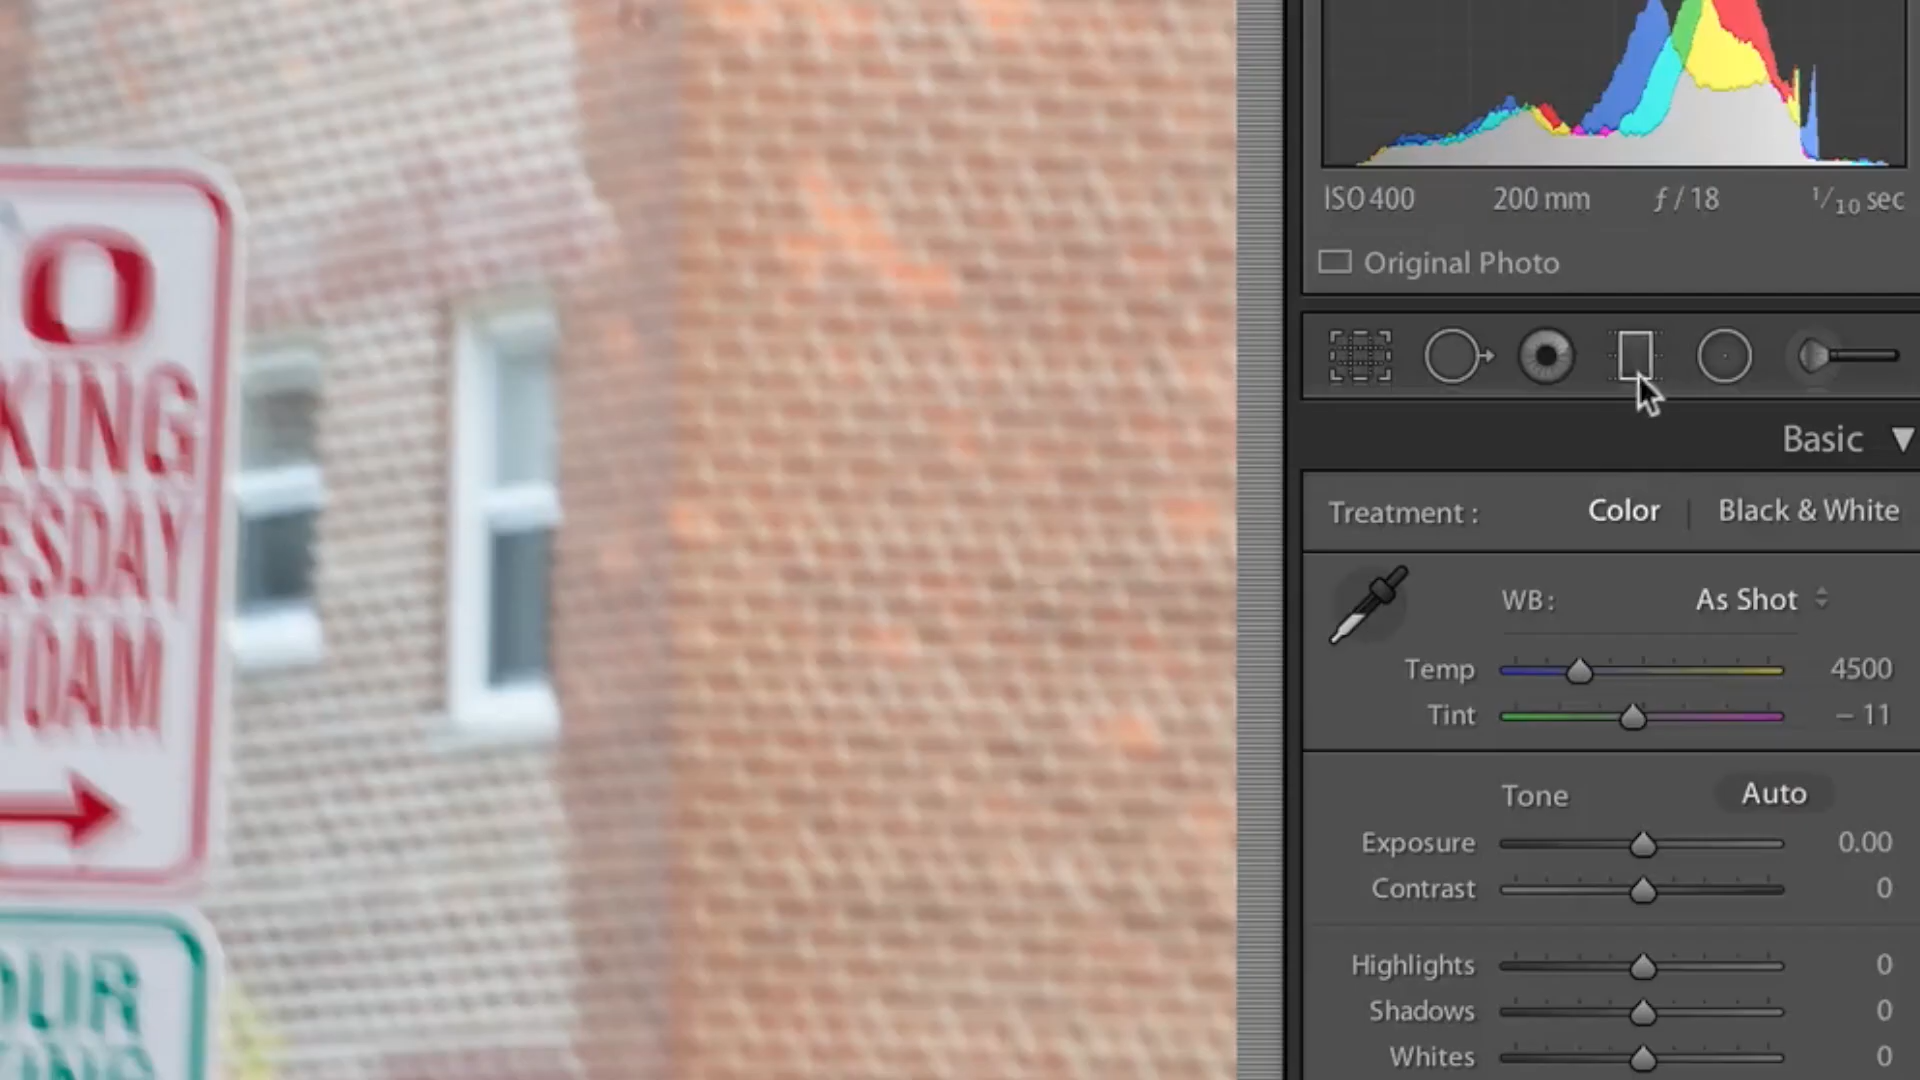 O
KING
ESDAY
10AM
OUR
ISO 400 200 mm ƒ / 18 1/10 sec
Original Photo
Basic
Treatment : Color | Black & White
WB : As Shot
Temp 4500
Tint – 11
Tone Auto
Exposure 0.00
Contrast 0
Highlights 0
Shadows 0
Whites 0